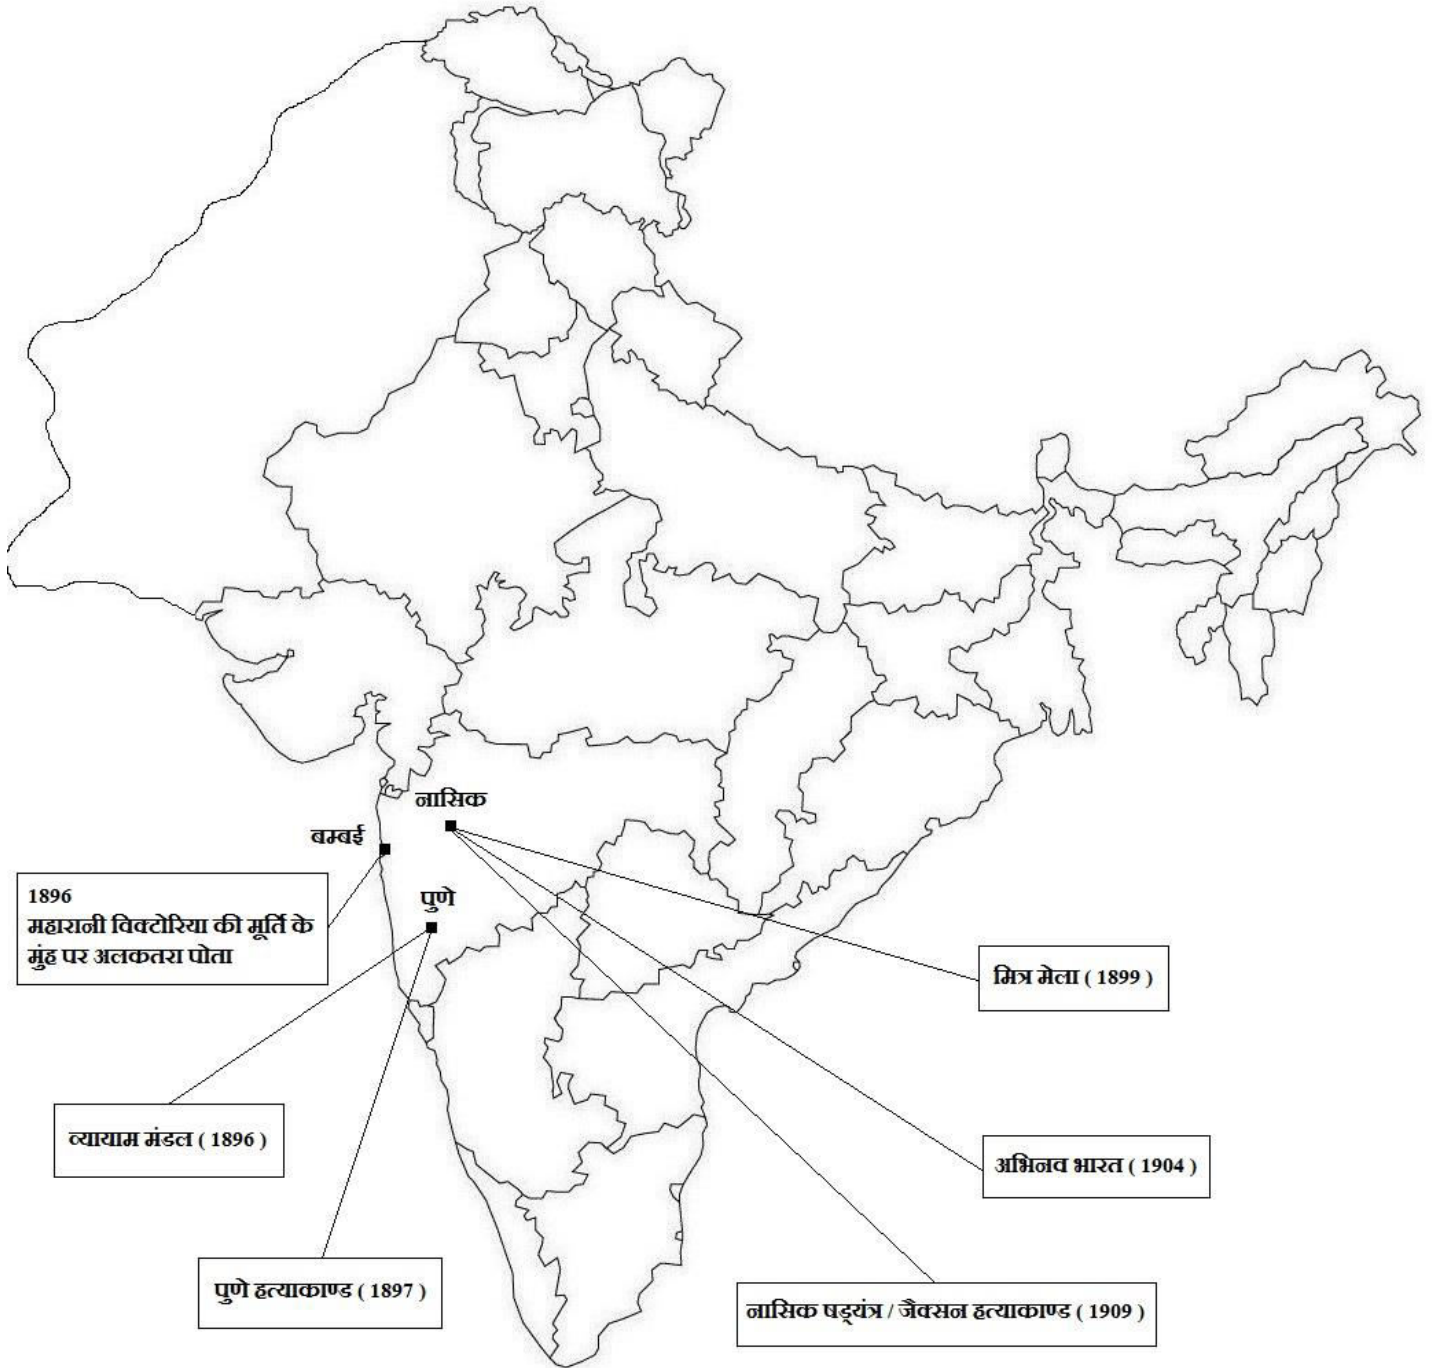 नासिक
बम्बई
पुणे
1896
महारानी विक्टोरिया की मूर्ति के
मुंह पर अलकतरा पोता
मित्र मेला ( 1899 )
व्यायाम मंडल ( 1896 )
अभिनव भारत ( 1904 )
पुणे हत्याकाण्ड ( 1897 )
नासिक षड्यंत्र / जैक्सन हत्याकाण्ड ( 1909 )